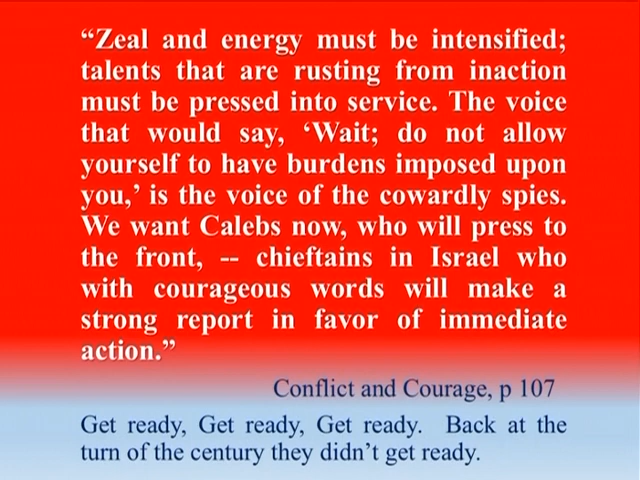 “Zeal and energy must be intensified;
talents that are rusting from inaction
must be pressed into service. The voice
that would say, ‘Wait; do not allow
yourself to have burdens imposed upon
you,’ is the voice of the cowardly spies.
We want Calebs now, who will press to
the front, -- chieftains in Israel who
with courageous words will make a
strong report in favor of immediate
action.”
Conflict and Courage, p 107
Get ready, Get ready, Get ready. Back at the
turn of the century they didn’t get ready.